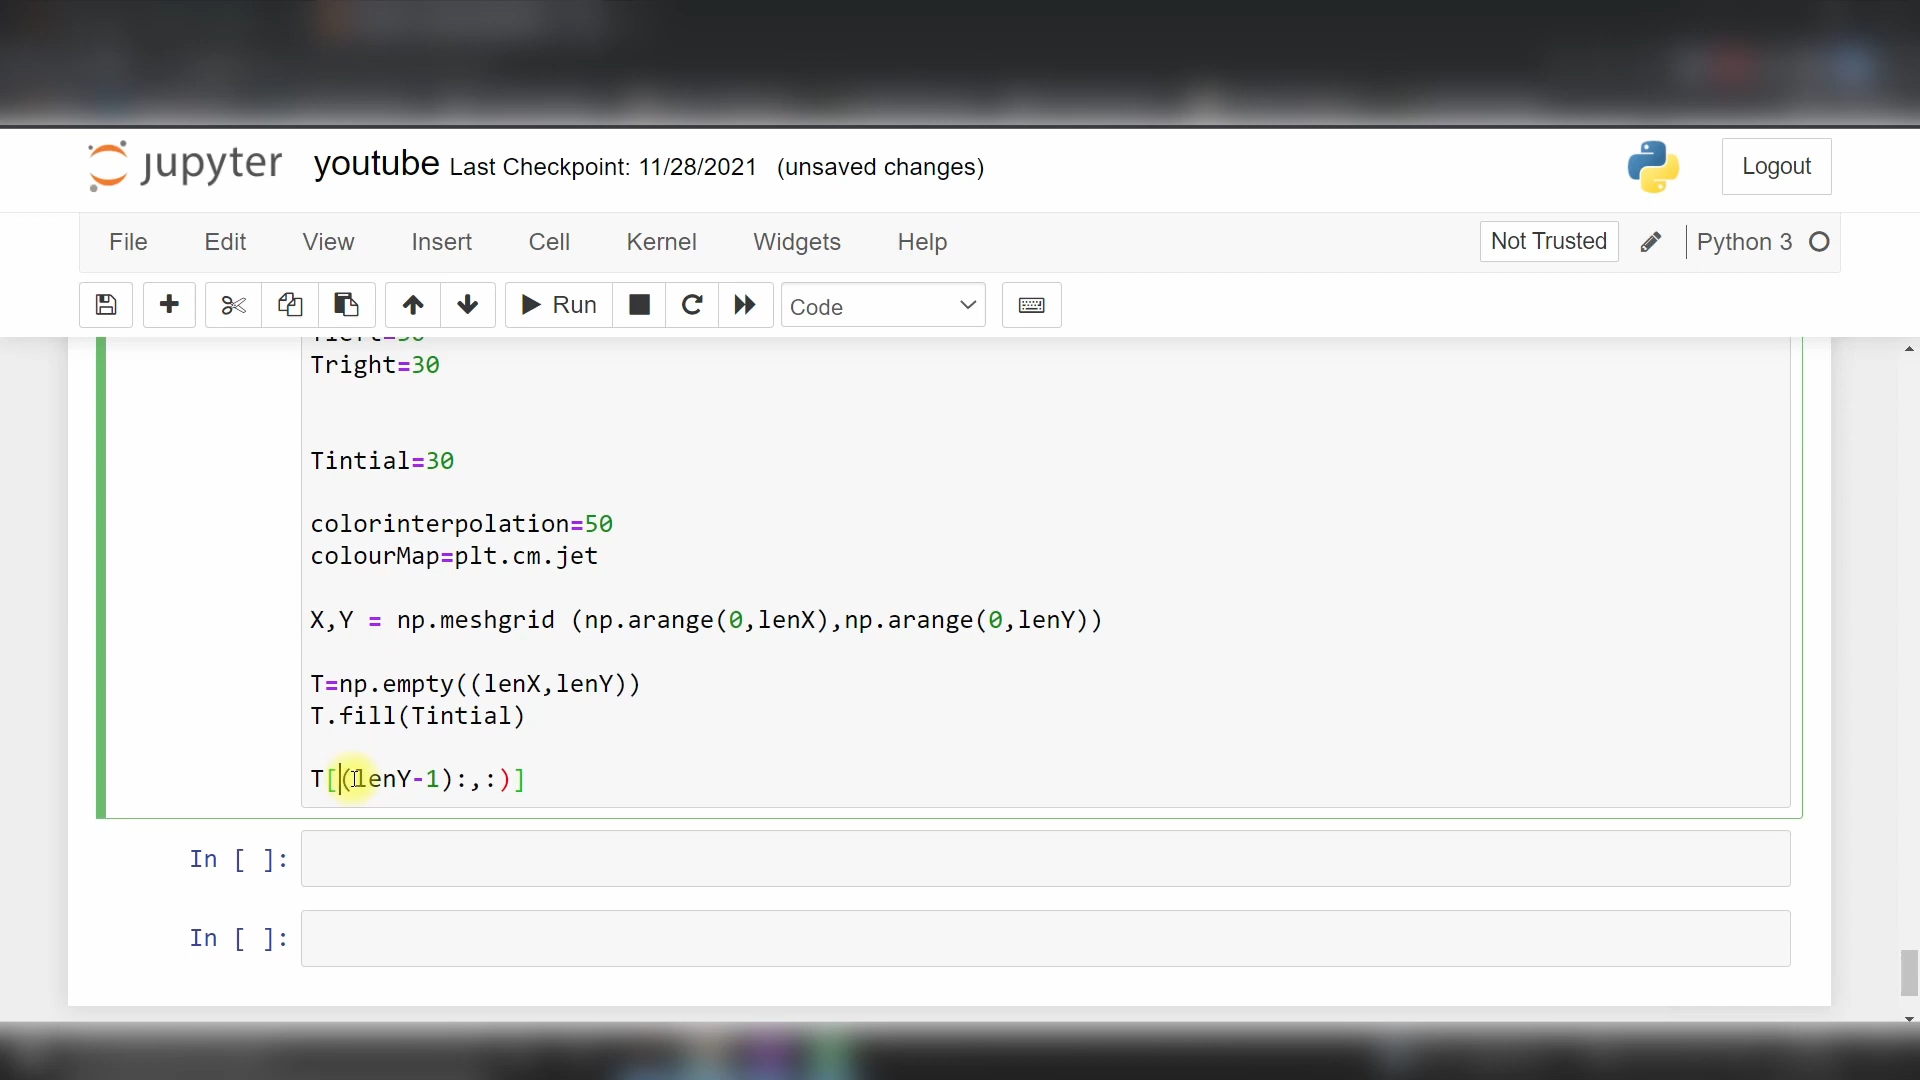 jupyter youtube Last Checkpoint: 11/28/2021 (unsaved changes) Logout
File Edit View Insert Cell Kernel Widgets Help Not Trusted Python 3
Run Code
Tright=30
Tintial=30
colorinterpolation=50
colourMap=plt.cm.jet
X,Y = np.meshgrid (np.arange(0,lenX),np.arange(0,lenY))
T=np.empty((lenX,lenY))
T.fill(Tintial)
T[(lenY-1):,:)]
In [ ]:
In [ ]: